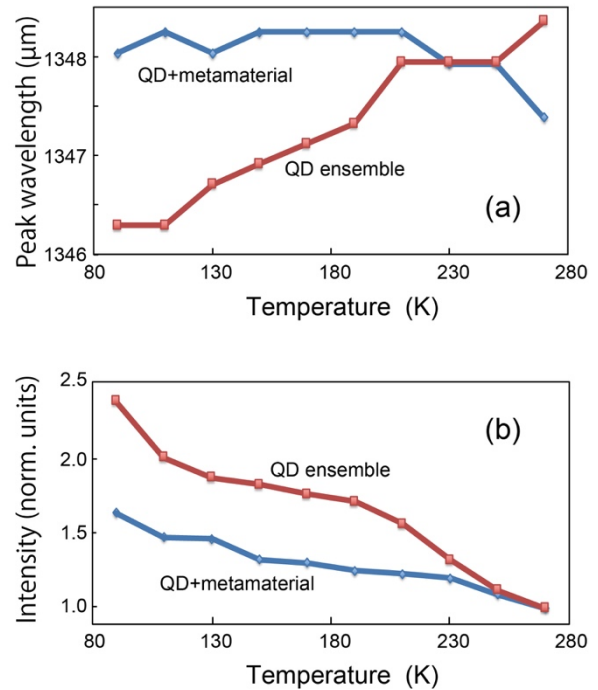 Peak wavelength (µm)
1348
1347
1346
QD+metamaterial
QD ensemble
(a)
80
130
180
230
280
Temperature (K)
Intensity (norm. units)
2.5
2.0
1.5
1.0
(b)
QD ensemble
QD+metamaterial
80
130
180
230
280
Temperature (K)